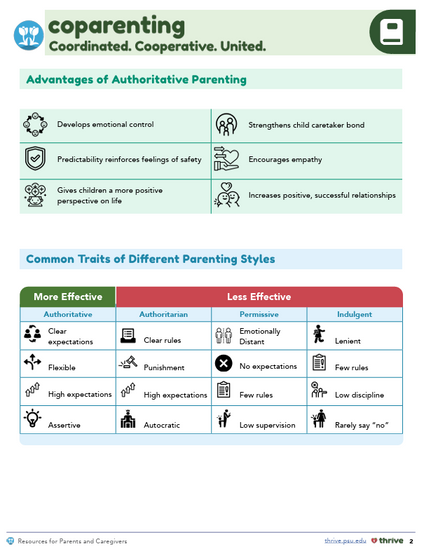 coparenting
Coordinated. Cooperative. United.
Advantages of Authoritative Parenting
Develops emotional control
Strengthens child caretaker bond
Predictability reinforces feelings of safety
Encourages empathy
Gives children a more positive
perspective on life
Increases positive, successful relationships
Common Traits of Different Parenting Styles
More Effective
Less Effective
Authoritative
Authoritarian
Permissive
Indulgent
Clear
expectations
Clear rules
Emotionally
Distant
Lenient
Flexible
Punishment
No expectations
Few rules
High expectations
High expectations
Few rules
Low discipline
Assertive
Autocratic
Low supervision
Rarely say "no"
Resources for Parents and Caregivers
thrive.psu.edu
thrive
2